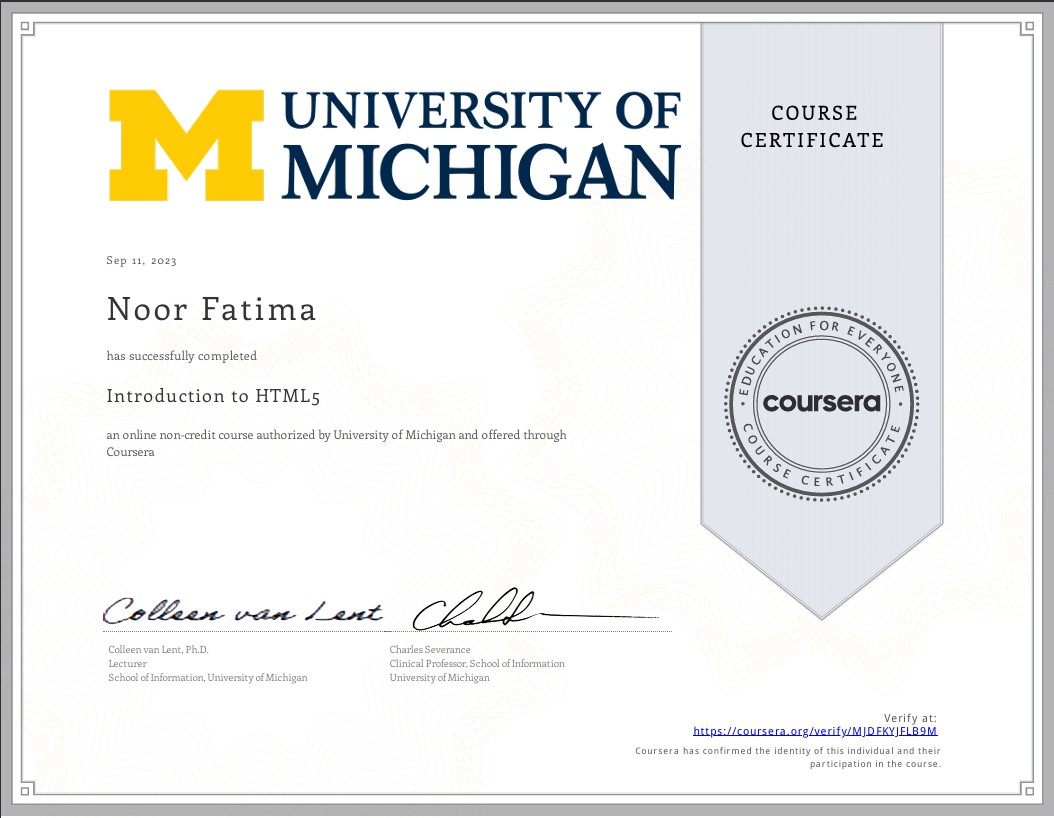 UNIVERSITY OF
MICHIGAN
COURSE
CERTIFICATE
Sep 11, 2023
Noor Fatima
has successfully completed
Introduction to HTML5
an online non-credit course authorized by University of Michigan and offered through
Coursera
EDUCATION FOR EVERYONE
coursera
COURSE CERTIFICATE
Colleen van Lent
Colleen van Lent, Ph.D.
Lecturer
School of Information, University of Michigan
Charles Severance
Clinical Professor, School of Information
University of Michigan
Verify at:
https://coursera.org/verify/MJDFKYJFLB9M
Coursera has confirmed the identity of this individual and their
participation in the course.